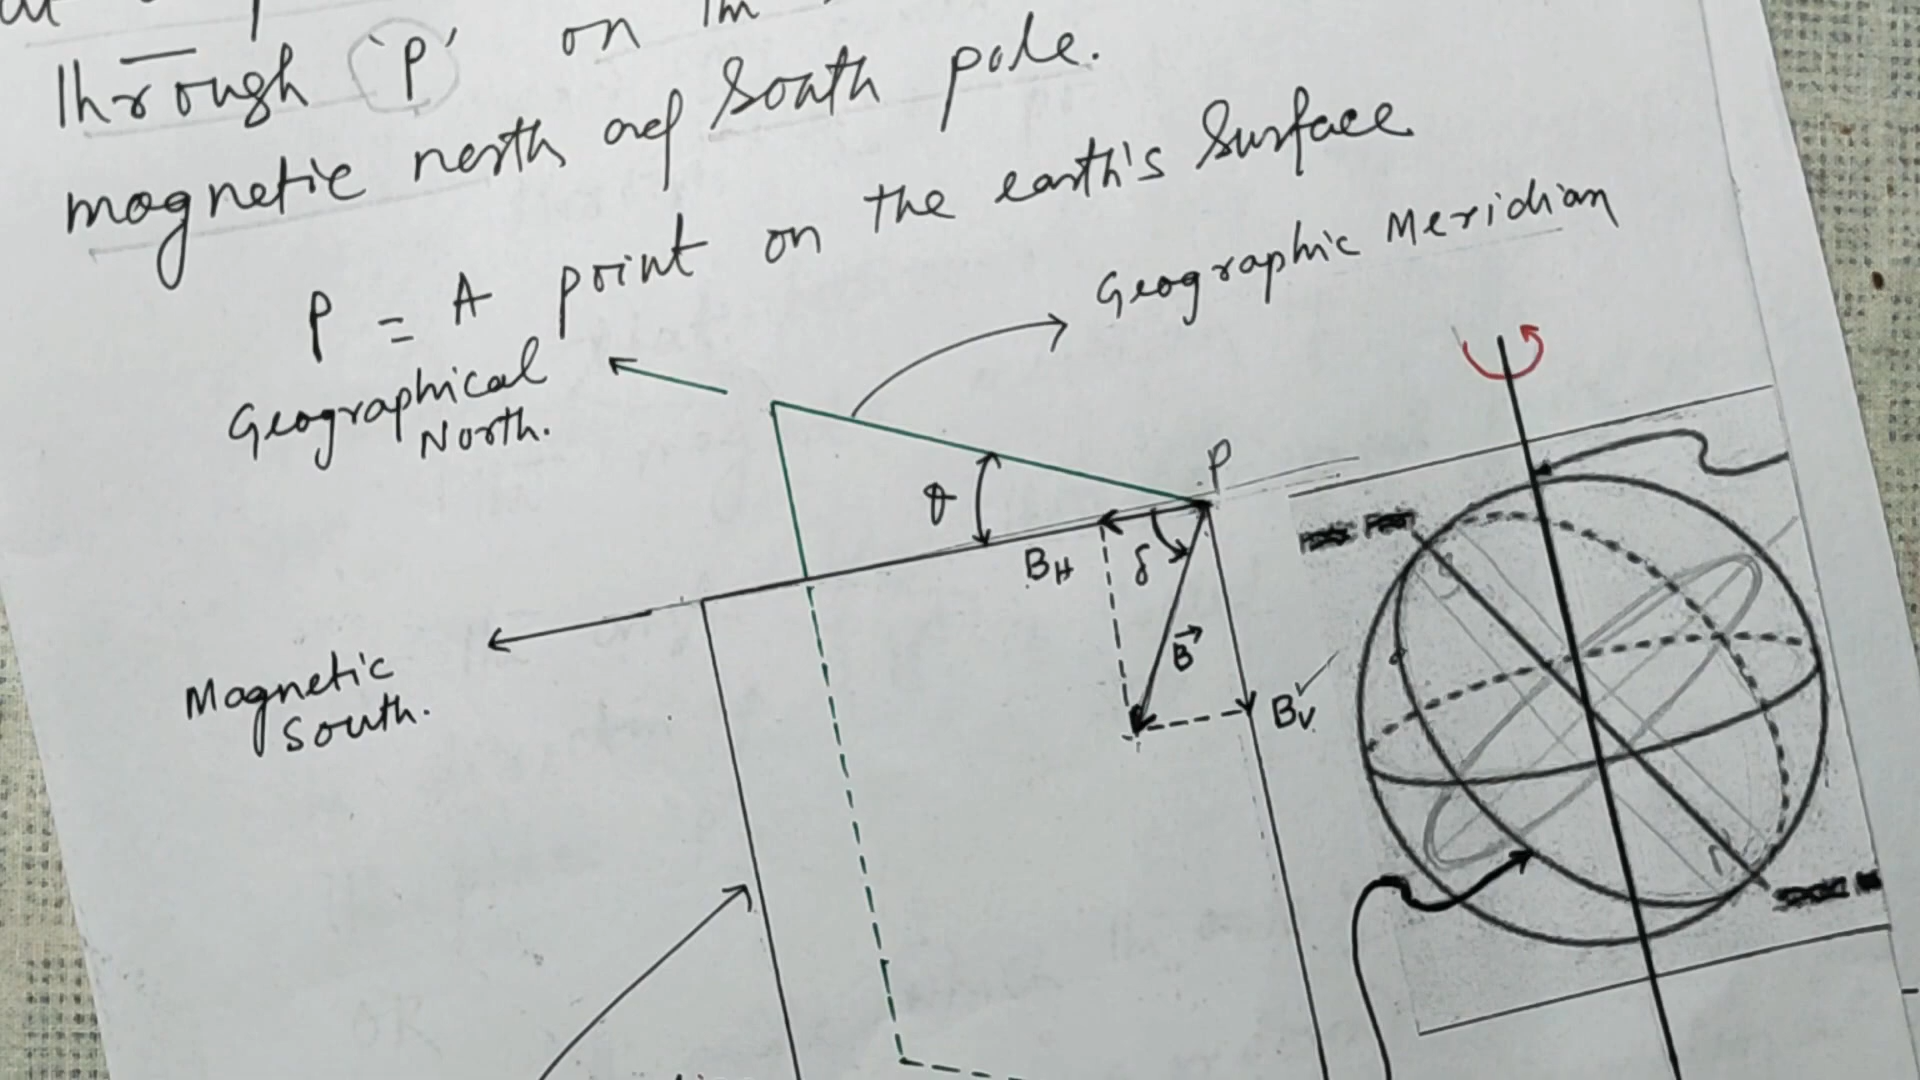 through 'P' on
magnetic north and South pole.
P = A point on the earth's Surface
Geographic Meridian
Geographical
North.
P
θ
BH
δ
B⃗
BV
Magnetic
South.